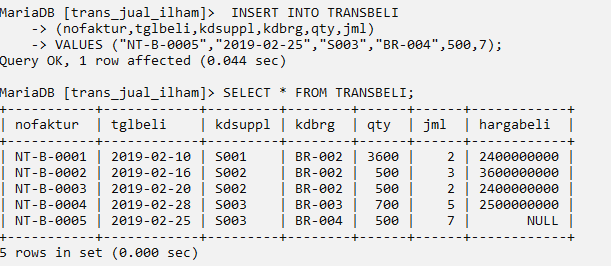 MariaDB [trans_jual_ilham]>  INSERT INTO TRANSBELI
    -> (nofaktur,tglbeli,kdsuppl,kdbrg,qty,jml)
    -> VALUES ("NT-B-0005","2019-02-25","S003","BR-004",500,7);
Query OK, 1 row affected (0.044 sec)

MariaDB [trans_jual_ilham]> SELECT * FROM TRANSBELI;
+-----------+------------+---------+--------+------+------+------------+
| nofaktur  | tglbeli    | kdsuppl | kdbrg  | qty  | jml  | hargabeli  |
+-----------+------------+---------+--------+------+------+------------+
| NT-B-0001 | 2019-02-10 | S001    | BR-002 | 3600 |    2 | 2400000000 |
| NT-B-0002 | 2019-02-16 | S002    | BR-002 |  500 |    3 | 3600000000 |
| NT-B-0003 | 2019-02-20 | S002    | BR-002 |  500 |    2 | 2400000000 |
| NT-B-0004 | 2019-02-28 | S003    | BR-003 |  700 |    5 | 2500000000 |
| NT-B-0005 | 2019-02-25 | S003    | BR-004 |  500 |    7 |       NULL |
+-----------+------------+---------+--------+------+------+------------+
5 rows in set (0.000 sec)